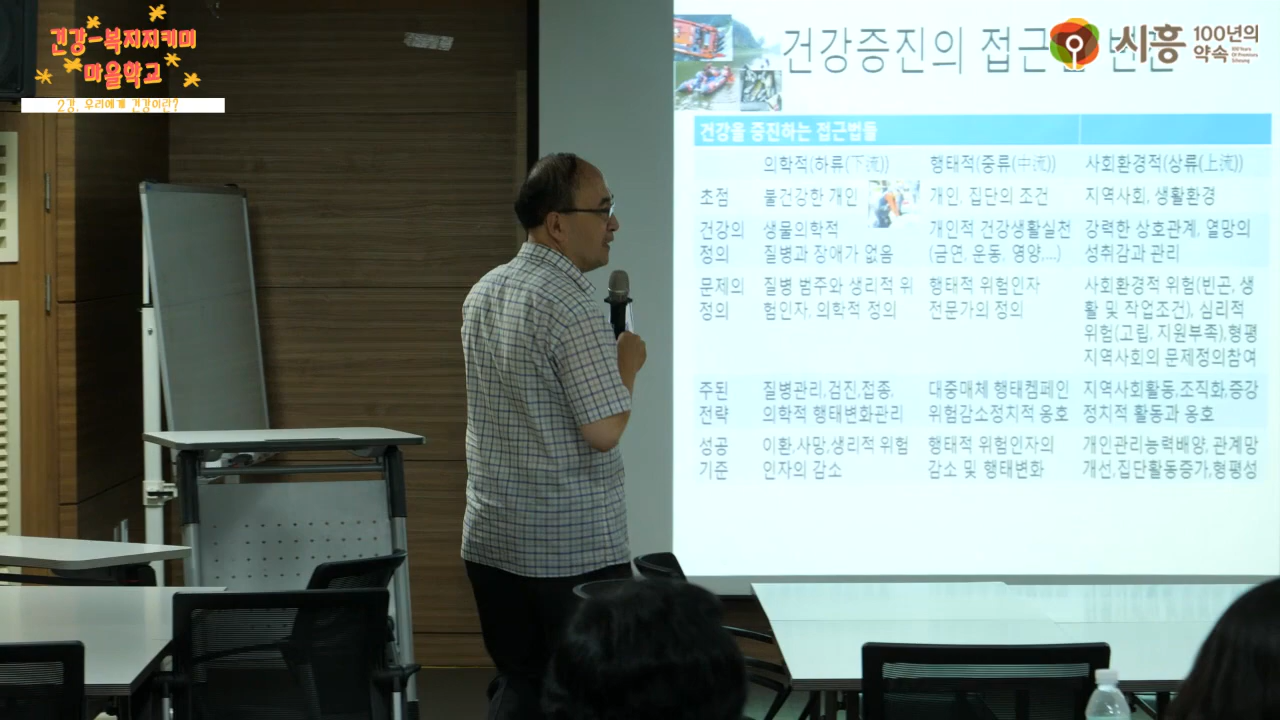 건강-복지지키미
마을학교
2강. 우리에게 건강이란?
건강증진의 접근
시흥 100년의 약속
건강을 증진하는 접근법들
의학적(하류(下流)) 행태적(중류(中流)) 사회환경적(상류(上流))
초점 불건강한 개인 개인, 집단의 조건 지역사회, 생활환경
건강의 생물의학적 개인적 건강생활실천 강력한 상호관계, 열망의
정의 질병과 장애가 없음 (금연, 운동, 영양,...) 성취감과 관리
문제의 질병 범주와 생리적 위 행태적 위험인자 사회환경적 위험(빈곤, 생
정의 험인자, 의학적 정의 전문가의 정의 활 및 작업조건), 심리적
위험(고립, 지원부족),형평
지역사회의 문제정의참여
주된 질병관리,검진,접종, 대중매체 행태켐페인 지역사회활동,조직화,증강
전략 의학적 행태변화관리 위험감소정치적 옹호 정치적 활동과 옹호
성공 이환,사망,생리적 위험 행태적 위험인자의 개인관리능력배양, 관계망
기준 인자의 감소 감소 및 행태변화 개선,집단활동증가,형평성